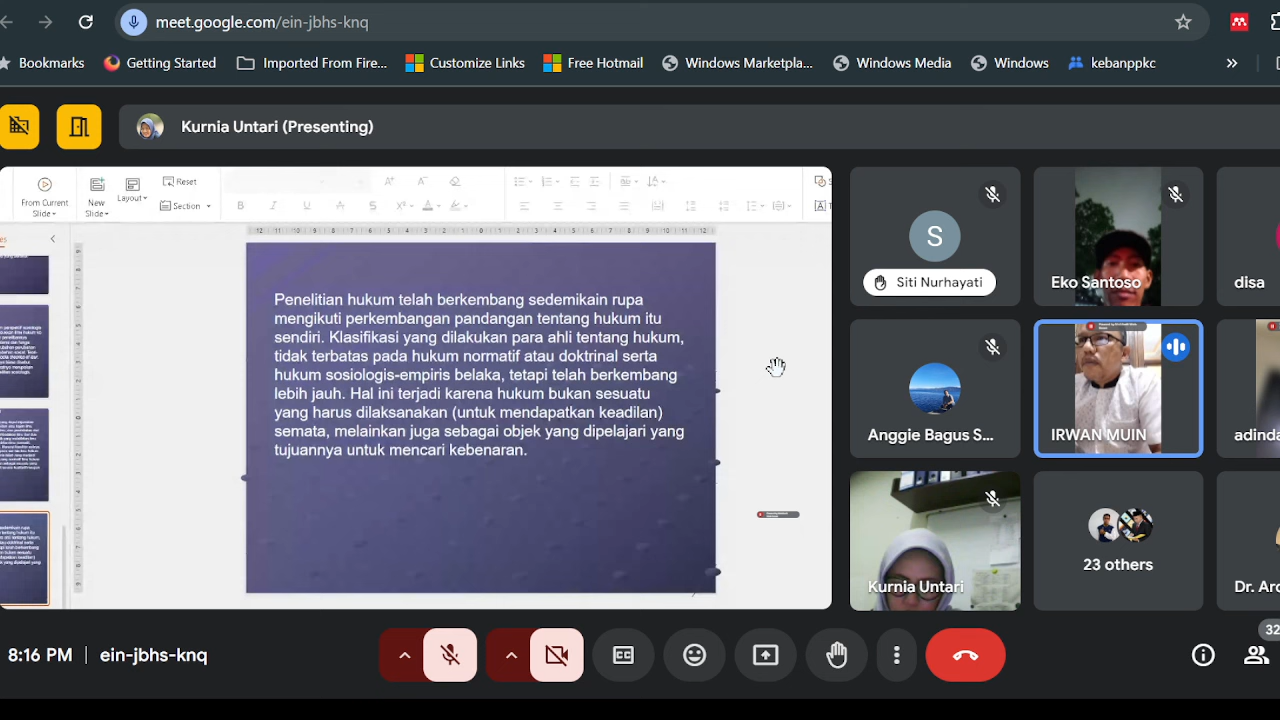 meet.google.com/ein-jbhs-knq
Bookmarks
Getting Started
Imported From Fire...
Customize Links
Free Hotmail
Windows Marketpla...
Windows Media
Windows
kebanppkc
Kurnia Untari (Presenting)
From Current
Slide
New
Slide
Layout
Reset
Section
Penelitian hukum telah berkembang sedemikain rupa
mengikuti perkembangan pandangan tentang hukum itu
sendiri. Klasifikasi yang dilakukan para ahli tentang hukum,
tidak terbatas pada hukum normatif atau doktrinal serta
hukum sosiologis-empiris belaka, tetapi telah berkembang
lebih jauh. Hal ini terjadi karena hukum bukan sesuatu
yang harus dilaksanakan (untuk mendapatkan keadilan)
semata, melainkan juga sebagai objek yang dipelajari yang
tujuannya untuk mencari kebenaran.
S
Siti Nurhayati
Eko Santoso
disa
Anggie Bagus S...
IRWAN MUIN
adinda
Kurnia Untari
23 others
Dr. Arc
8:16 PM
ein-jbhs-knq
32